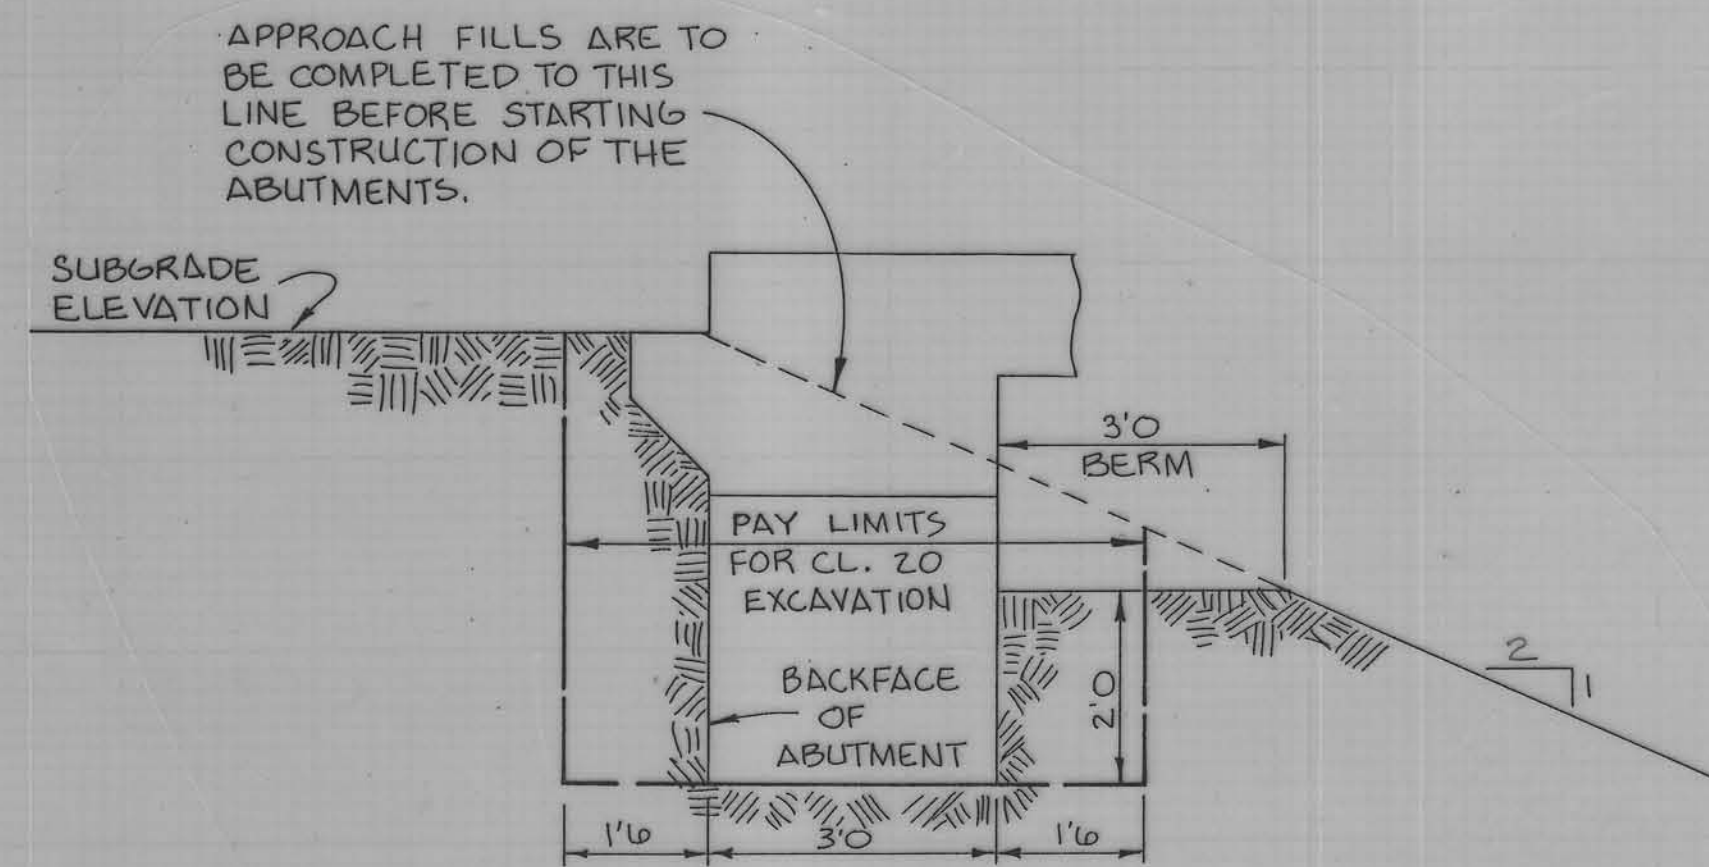 APPROACH FILLS ARE TO
BE COMPLETED TO THIS
LINE BEFORE STARTING
CONSTRUCTION OF THE
ABUTMENTS.
SUBGRADE
ELEVATION
3'0
BERM
PAY LIMITS
FOR CL. 20
EXCAVATION
BACKFACE
OF
ABUTMENT
2'0
2
1
1'6
3'0
1'6